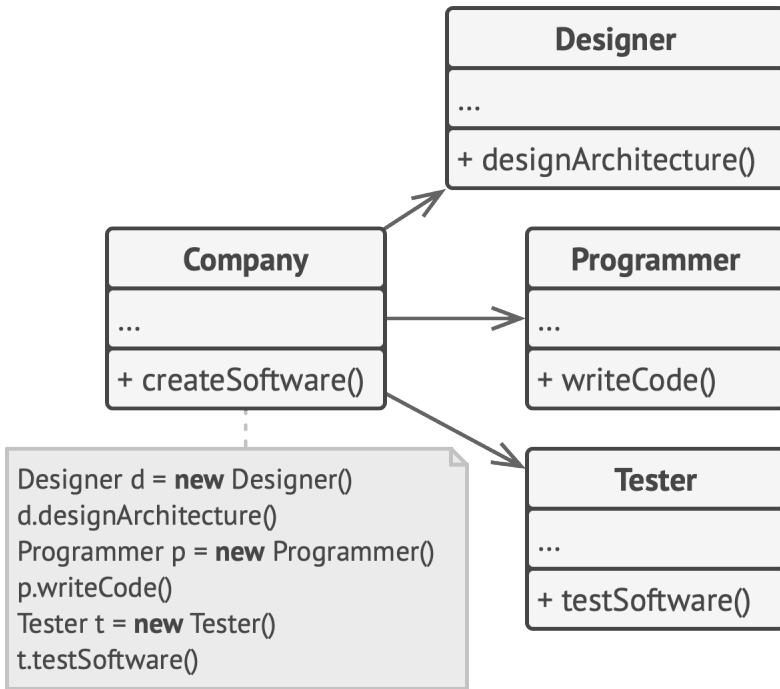 Designer
...
+ designArchitecture()
Company
...
+ createSoftware()
Programmer
...
+ writeCode()
Tester
...
+ testSoftware()
Designer d = new Designer()
d.designArchitecture()
Programmer p = new Programmer()
p.writeCode()
Tester t = new Tester()
t.testSoftware()